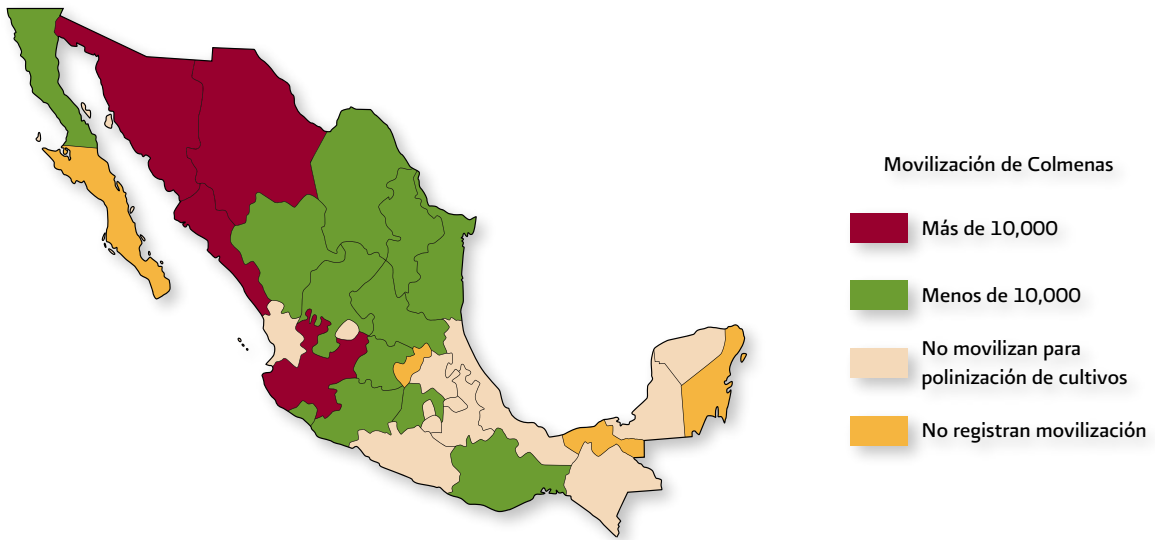 Movilización de Colmenas
Más de 10,000
Menos de 10,000
No movilizan para
polinización de cultivos
No registran movilización